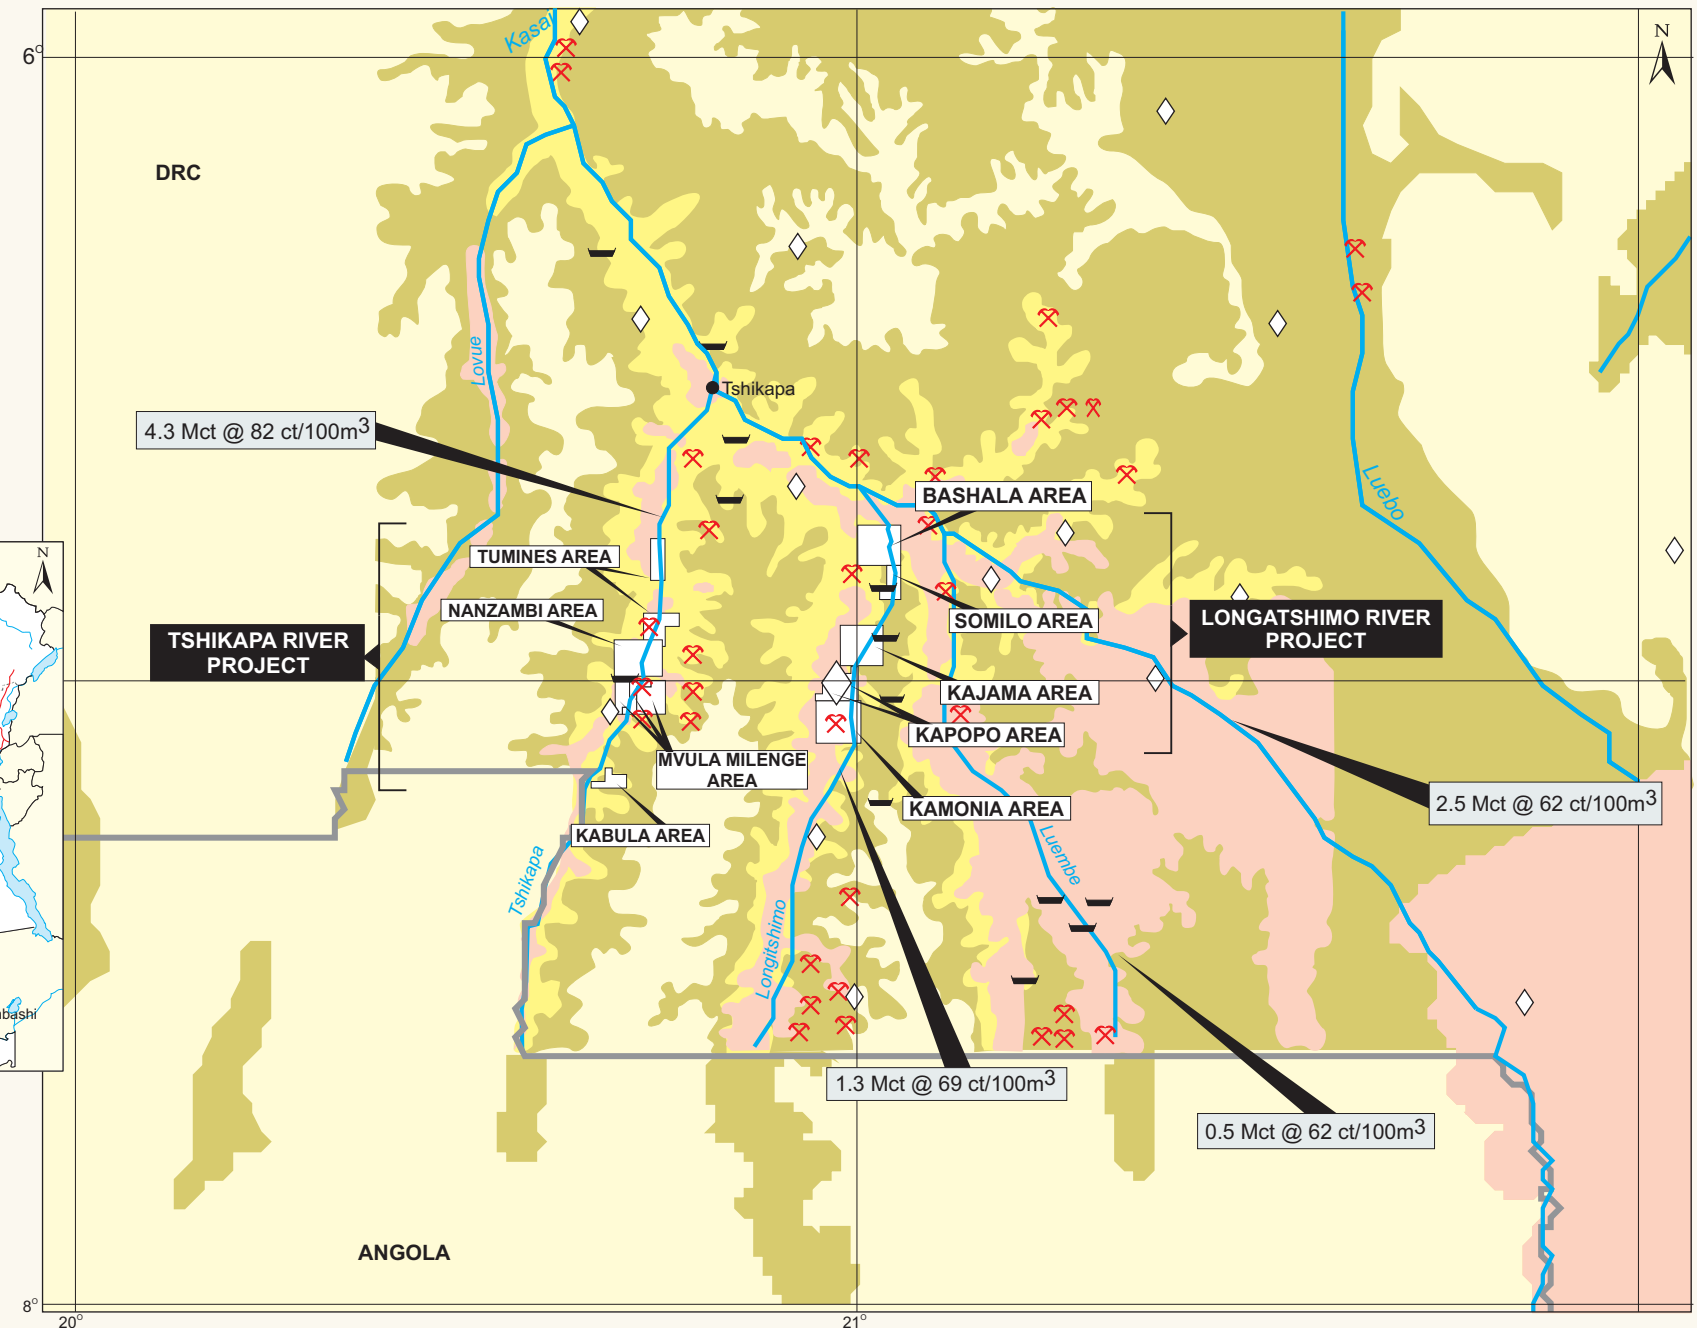 Kasai
N
6°
DRC
Lovue
Tshikapa
4.3 Mct @ 82 ct/100m³
Luebo
BASHALA AREA
N
TUMINES AREA
NANZAMBI AREA
SOMILO AREA
LONGATSHIMO RIVER
PROJECT
TSHIKAPA RIVER
PROJECT
KAJAMA AREA
KAPOPO AREA
MVULA MILENGE
AREA
2.5 Mct @ 62 ct/100m³
KAMONIA AREA
KABULA AREA
Luembe
Tshikapa
Longitshimo
bashi
1.3 Mct @ 69 ct/100m³
0.5 Mct @ 62 ct/100m³
ANGOLA
8°
20°
21°